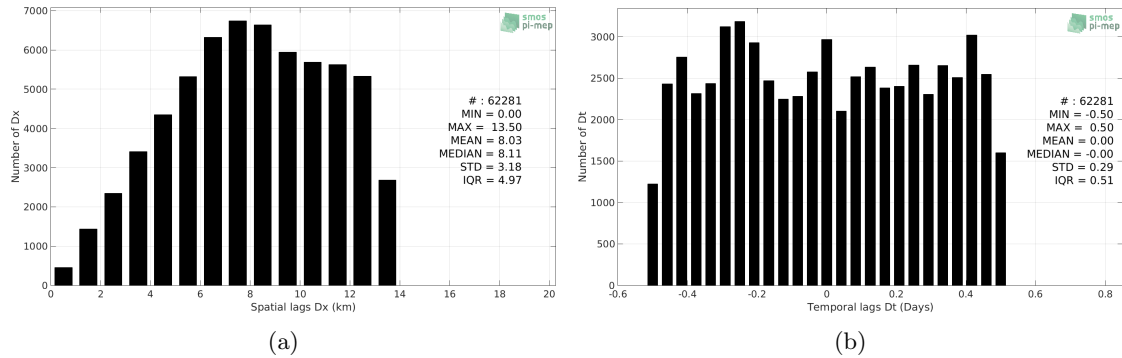 7000
6000
5000
4000
3000
2000
1000
0
Number of Dx
0 2 4 6 8 10 12 14 16 18 20
Spatial lags Dx (km)
smos
pi-mep
# : 62281
MIN = 0.00
MAX = 13.50
MEAN = 8.03
MEDIAN = 8.11
STD = 3.18
IQR = 4.97
(a)
3000
2500
2000
1500
1000
500
0
Number of Dt
-0.6 -0.4 -0.2 0 0.2 0.4 0.6 0.8
Temporal lags Dt (Days)
smos
pi-mep
# : 62281
MIN = -0.50
MAX = 0.50
MEAN = 0.00
MEDIAN = -0.00
STD = 0.29
IQR = 0.51
(b)